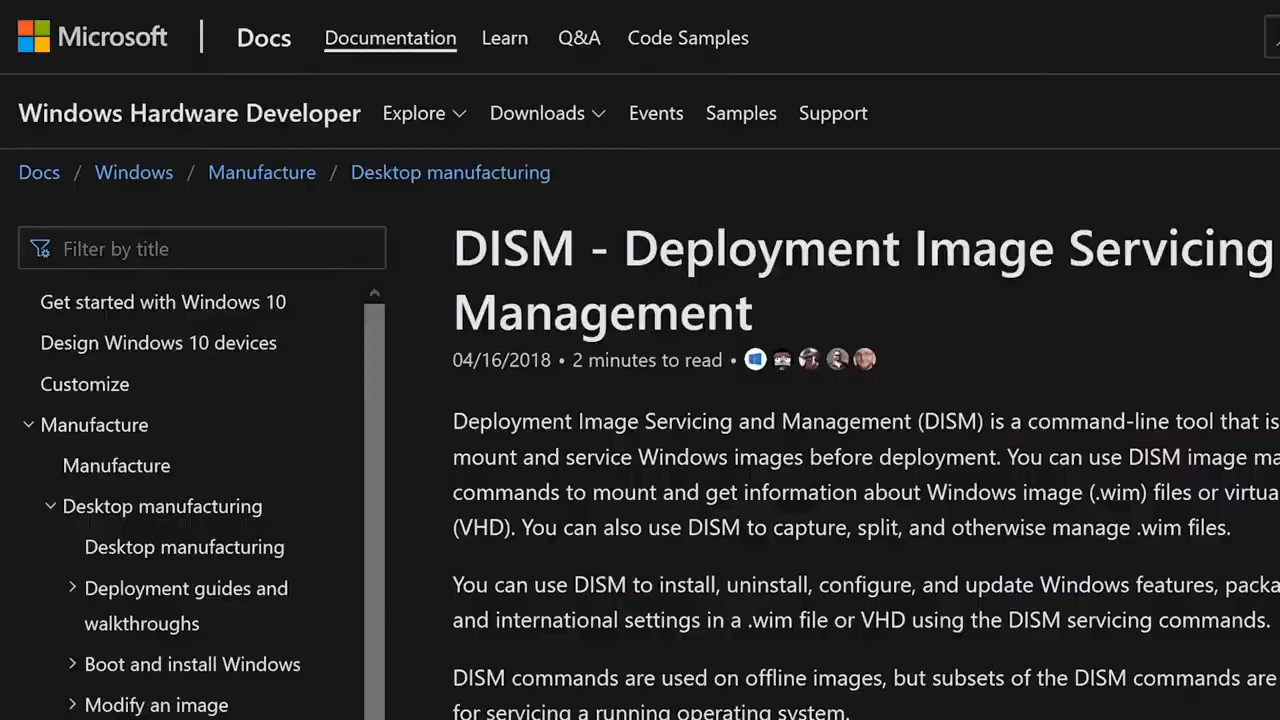 Microsoft
Docs Documentation Learn Q&A Code Samples
Windows Hardware Developer Explore Downloads Events Samples Support
Docs / Windows / Manufacture / Desktop manufacturing
Filter by title
Get started with Windows 10
Design Windows 10 devices
Customize
Manufacture
Manufacture
Desktop manufacturing
Desktop manufacturing
Deployment guides and
walkthroughs
Boot and install Windows
Modify an image
DISM - Deployment Image Servicing
Management
04/16/2018 • 2 minutes to read •
Deployment Image Servicing and Management (DISM) is a command-line tool that is
mount and service Windows images before deployment. You can use DISM image ma
commands to mount and get information about Windows image (.wim) files or virtua
(VHD). You can also use DISM to capture, split, and otherwise manage .wim files.
You can use DISM to install, uninstall, configure, and update Windows features, packa
and international settings in a .wim file or VHD using the DISM servicing commands.
DISM commands are used on offline images, but subsets of the DISM commands are
for servicing a running operating system.